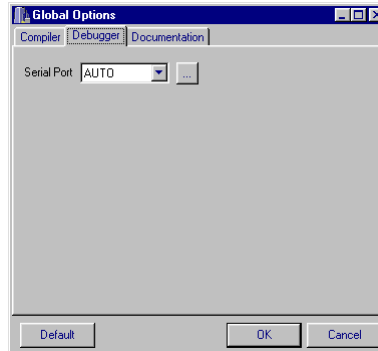 Global Options
Compiler Debugger Documentation
Serial Port AUTO ...
Default OK Cancel